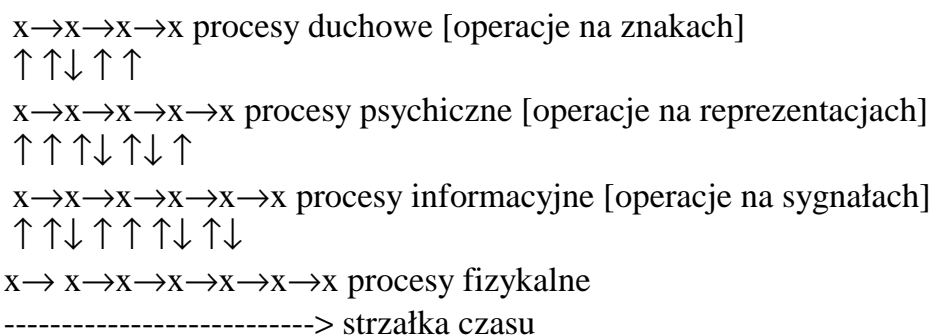 x→x→x→x procesy duchowe [operacje na znakach]
↑ ↑↓ ↑ ↑
x→x→x→x→x procesy psychiczne [operacje na reprezentacjach]
↑ ↑ ↑↓ ↑↓ ↑
x→x→x→x→x→x procesy informacyjne [operacje na sygnałach]
↑ ↑↓ ↑ ↑ ↑↓ ↑↓
x→ x→x→x→x→x→x procesy fizykalne
---------------------------> strzałka czasu